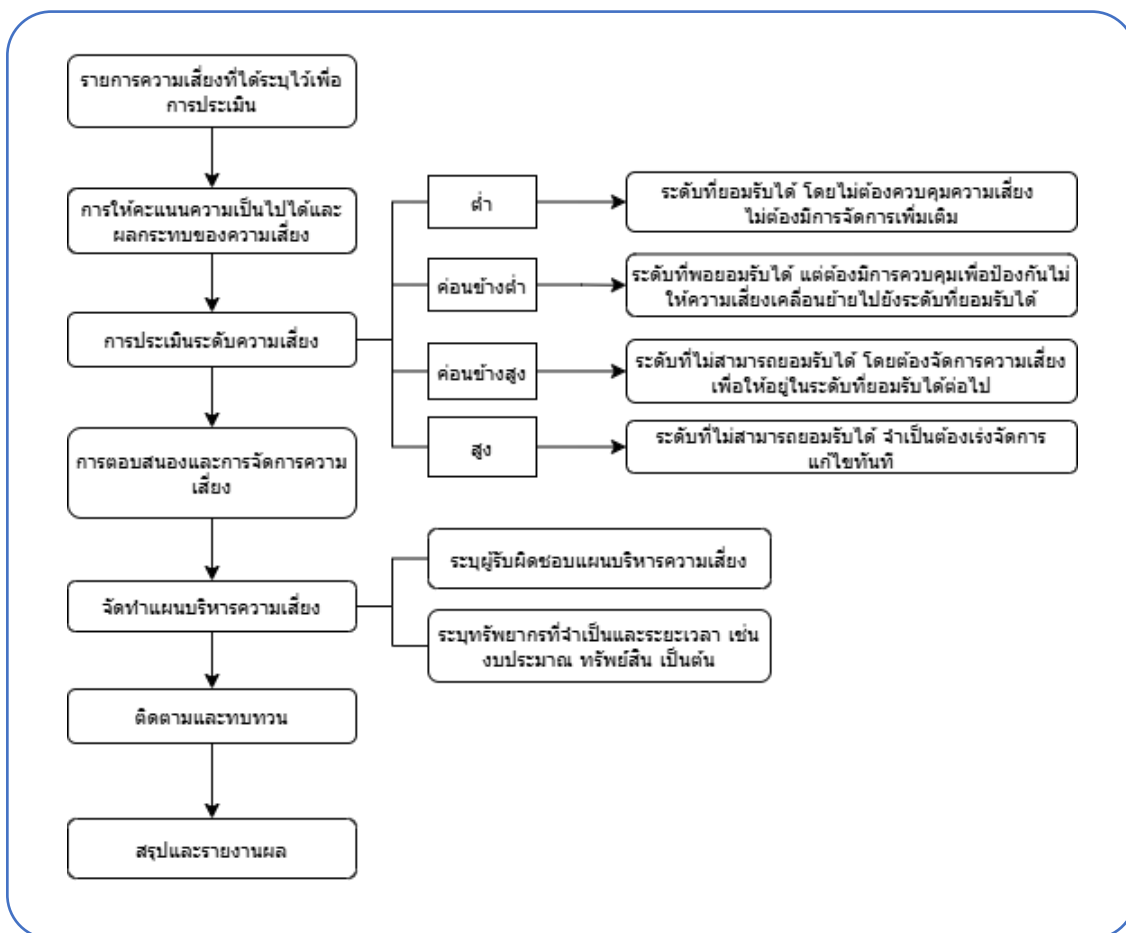 รายการความเสี่ยงที่ได้ระบุไว้เพื่อ
การประเมิน
การให้คะแนนความเป็นไปได้และ
ผลกระทบของความเสี่ยง
การประเมินระดับความเสี่ยง
ต่ำ
ระดับที่ยอมรับได้ โดยไม่ต้องควบคุมความเสี่ยง
ไม่ต้องมีการจัดการเพิ่มเติม
ค่อนข้างต่ำ
ระดับที่พอยอมรับได้ แต่ต้องมีการควบคุมเพื่อป้องกันไม่
ให้ความเสี่ยงเคลื่อนย้ายไปยังระดับที่ยอมรับได้
ค่อนข้างสูง
ระดับที่ไม่สามารถยอมรับได้ โดยต้องจัดการความเสี่ยง
เพื่อให้อยู่ในระดับที่ยอมรับได้ต่อไป
สูง
ระดับที่ไม่สามารถยอมรับได้ จำเป็นต้องเร่งจัดการ
แก้ไขทันที
การตอบสนองและการจัดการความ
เสี่ยง
จัดทำแผนบริหารความเสี่ยง
ระบุผู้รับผิดชอบแผนบริหารความเสี่ยง
ระบุทรัพยากรที่จำเป็นและระยะเวลา เช่น
งบประมาณ ทรัพย์สิน เป็นต้น
ติดตามและทบทวน
สรุปและรายงานผล